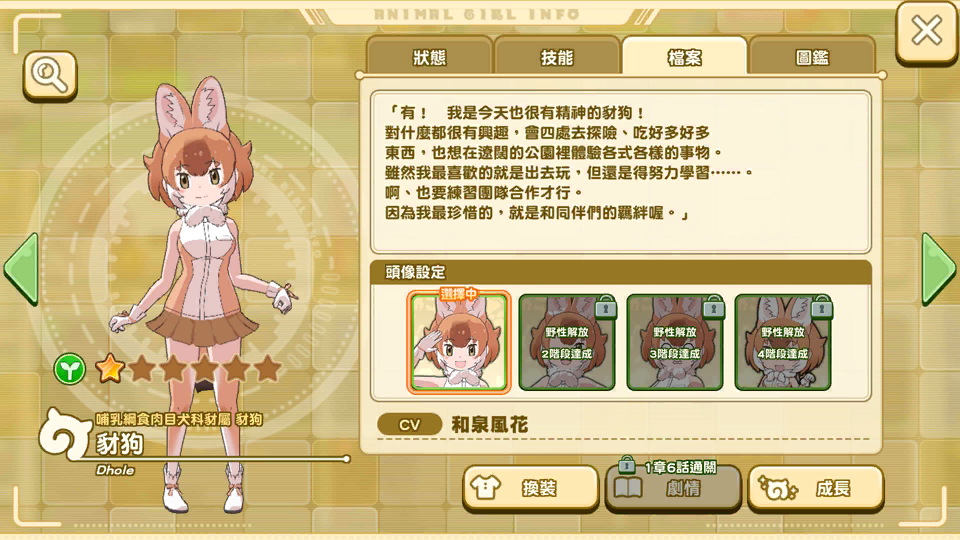 ANIMAL GIRL INFO
狀態
技能
檔案
圖鑑
「有！　我是今天也很有精神的豺狗！
對什麼都很有興趣，會四處去探險、吃好多好多
東西，也想在遼闊的公園裡體驗各式各樣的事物。
雖然我最喜歡的就是出去玩，但還是得努力學習⋯⋯。
啊、也要練習團隊合作才行。
因為我最珍惜的，就是和同伴們的羈絆喔。」
頭像設定
選擇中
野性解放
2階段達成
野性解放
3階段達成
野性解放
4階段達成
CV
和泉風花
哺乳綱食肉目犬科豺屬 豺狗
豺狗
Dhole
換裝
1章6話通關
劇情
成長